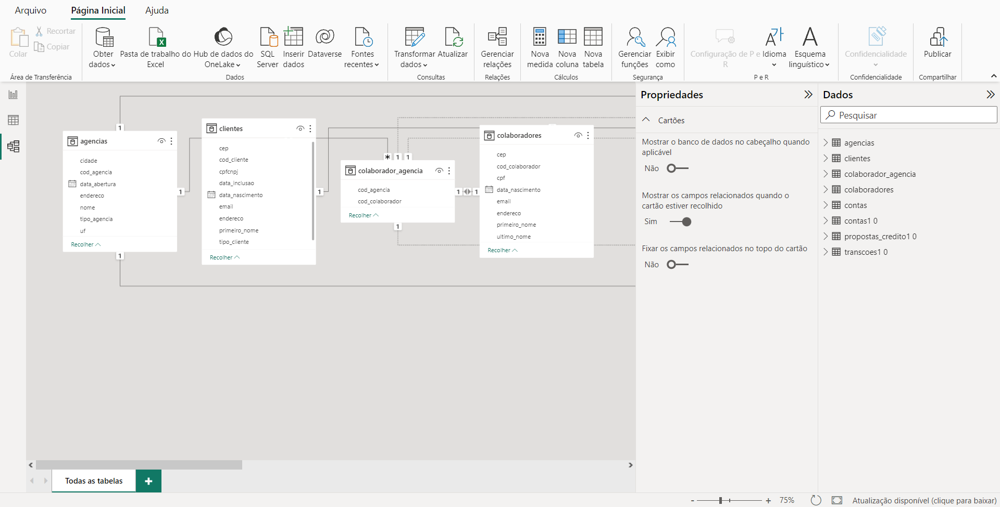 Arquivo
Página Inicial
Ajuda
Colar
Recortar
Copiar
Área de Transferência
Obter
dados
Pasta de trabalho do
Excel
Hub de dados do
OneLake
SQL
Server
Inserir
dados
Dataverse
Fontes
recentes
Dados
Transformar
dados
Atualizar
Consultas
Gerenciar
relações
Relações
Nova
medida
Nova
coluna
Nova
tabela
Cálculos
Gerenciar
funções
Exibir
como
Segurança
Configuração de P e
R
Idioma
Esquema
linguístico
P e R
Confidencialidade
Confidencialidade
Publicar
Compartilhar
1
agencias
cidade
cod_agencia
data_abertura
endereco
nome
tipo_agencia
uf
Recolher
1
1
clientes
cep
cod_cliente
cpfcnpj
data_inclusao
data_nascimento
email
endereco
primeiro_nome
tipo_cliente
Recolher
1
* 1 1
colaborador_agencia
cod_agencia
cod_colaborador
Recolher
1
1 1
colaboradores
cep
cod_colaborador
cpf
data_nascimento
email
endereco
primeiro_nome
ultimo_nome
Recolher
Propriedades
Cartões
Mostrar o banco de dados no cabeçalho quando
aplicável
Não
Mostrar os campos relacionados quando o
cartão estiver recolhido
Sim
Fixar os campos relacionados no topo do cartão
Não
Dados
Pesquisar
agencias
clientes
colaborador_agencia
colaboradores
contas
contas1 0
propostas_credito1 0
transcoes1 0
Todas as tabelas
+
- + 75%
Atualização disponível (clique para baixar)